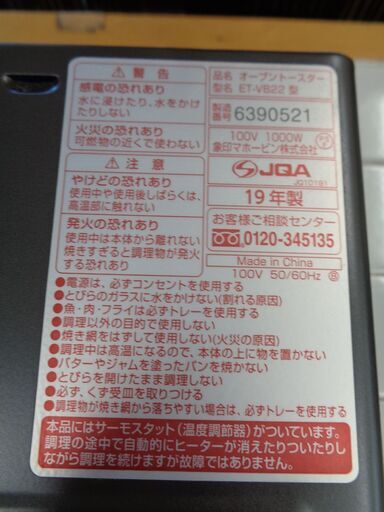 ⚠ 警告
感電の恐れあり
水に浸けたり、水をかけ
たりしない
火災の恐れあり
可燃物の近くで使わない
⚠ 注意
やけどの恐れあり
使用中や使用後しばらくは、
高温部に触れない
発火の恐れあり
使用中は本体から離れない
焼きすぎると調理物が発火
する恐れあり
品名 オーブントースター
型名 ET-VB22 型
製造番号 6390521
100V 1000W
象印マホービン株式会社
JQA
JQ10191
19年製
お客様ご相談センター
0120-345135
Made in China
100V 50/60Hz Ⓑ
●電源は、必ずコンセントを使用する
●とびらのガラスに水をかけない(割れる原因)
●魚・肉・フライは必ずトレーを使用する
●調理以外の目的で使用しない
●焼き網をはずして使用しない(火災の原因)
●調理中は高温になるので、本体の上に物を置かない
●バターやジャムを塗ったパンを焼かない
●とびらを開けたまま調理しない
●必ず、くず受皿を取りつける
●調理物が焼き網から落ちやすい場合は、必ずトレーを使用する
本品にはサーモスタット(温度調節器)がついています。
調理の途中で自動的にヒーターが消えたりついたりし
ながら調理を続けますが故障ではありません。